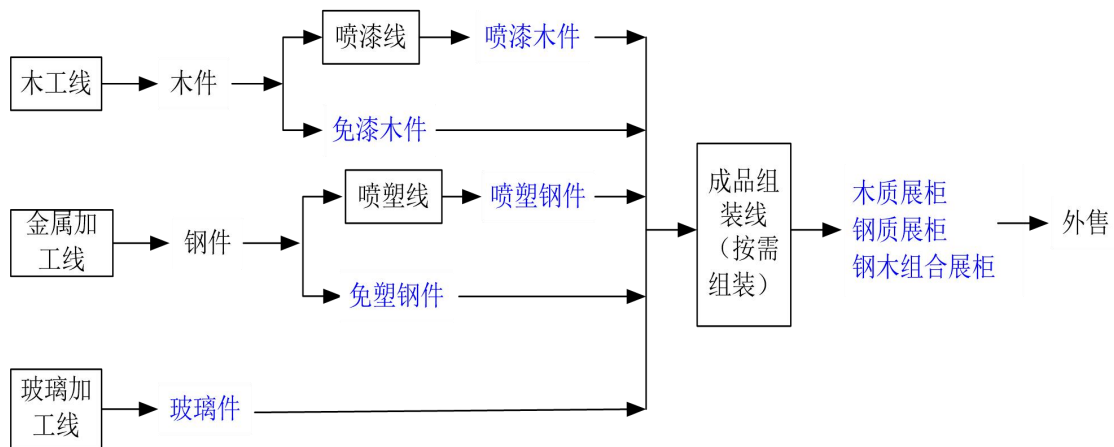 喷漆线
喷漆木件
木工线
木件
免漆木件
喷塑线
喷塑钢件
金属加
工线
钢件
免塑钢件
成品组
装线
（按需
组装）
木质展柜
钢质展柜
钢木组合展柜
外售
玻璃加
工线
玻璃件